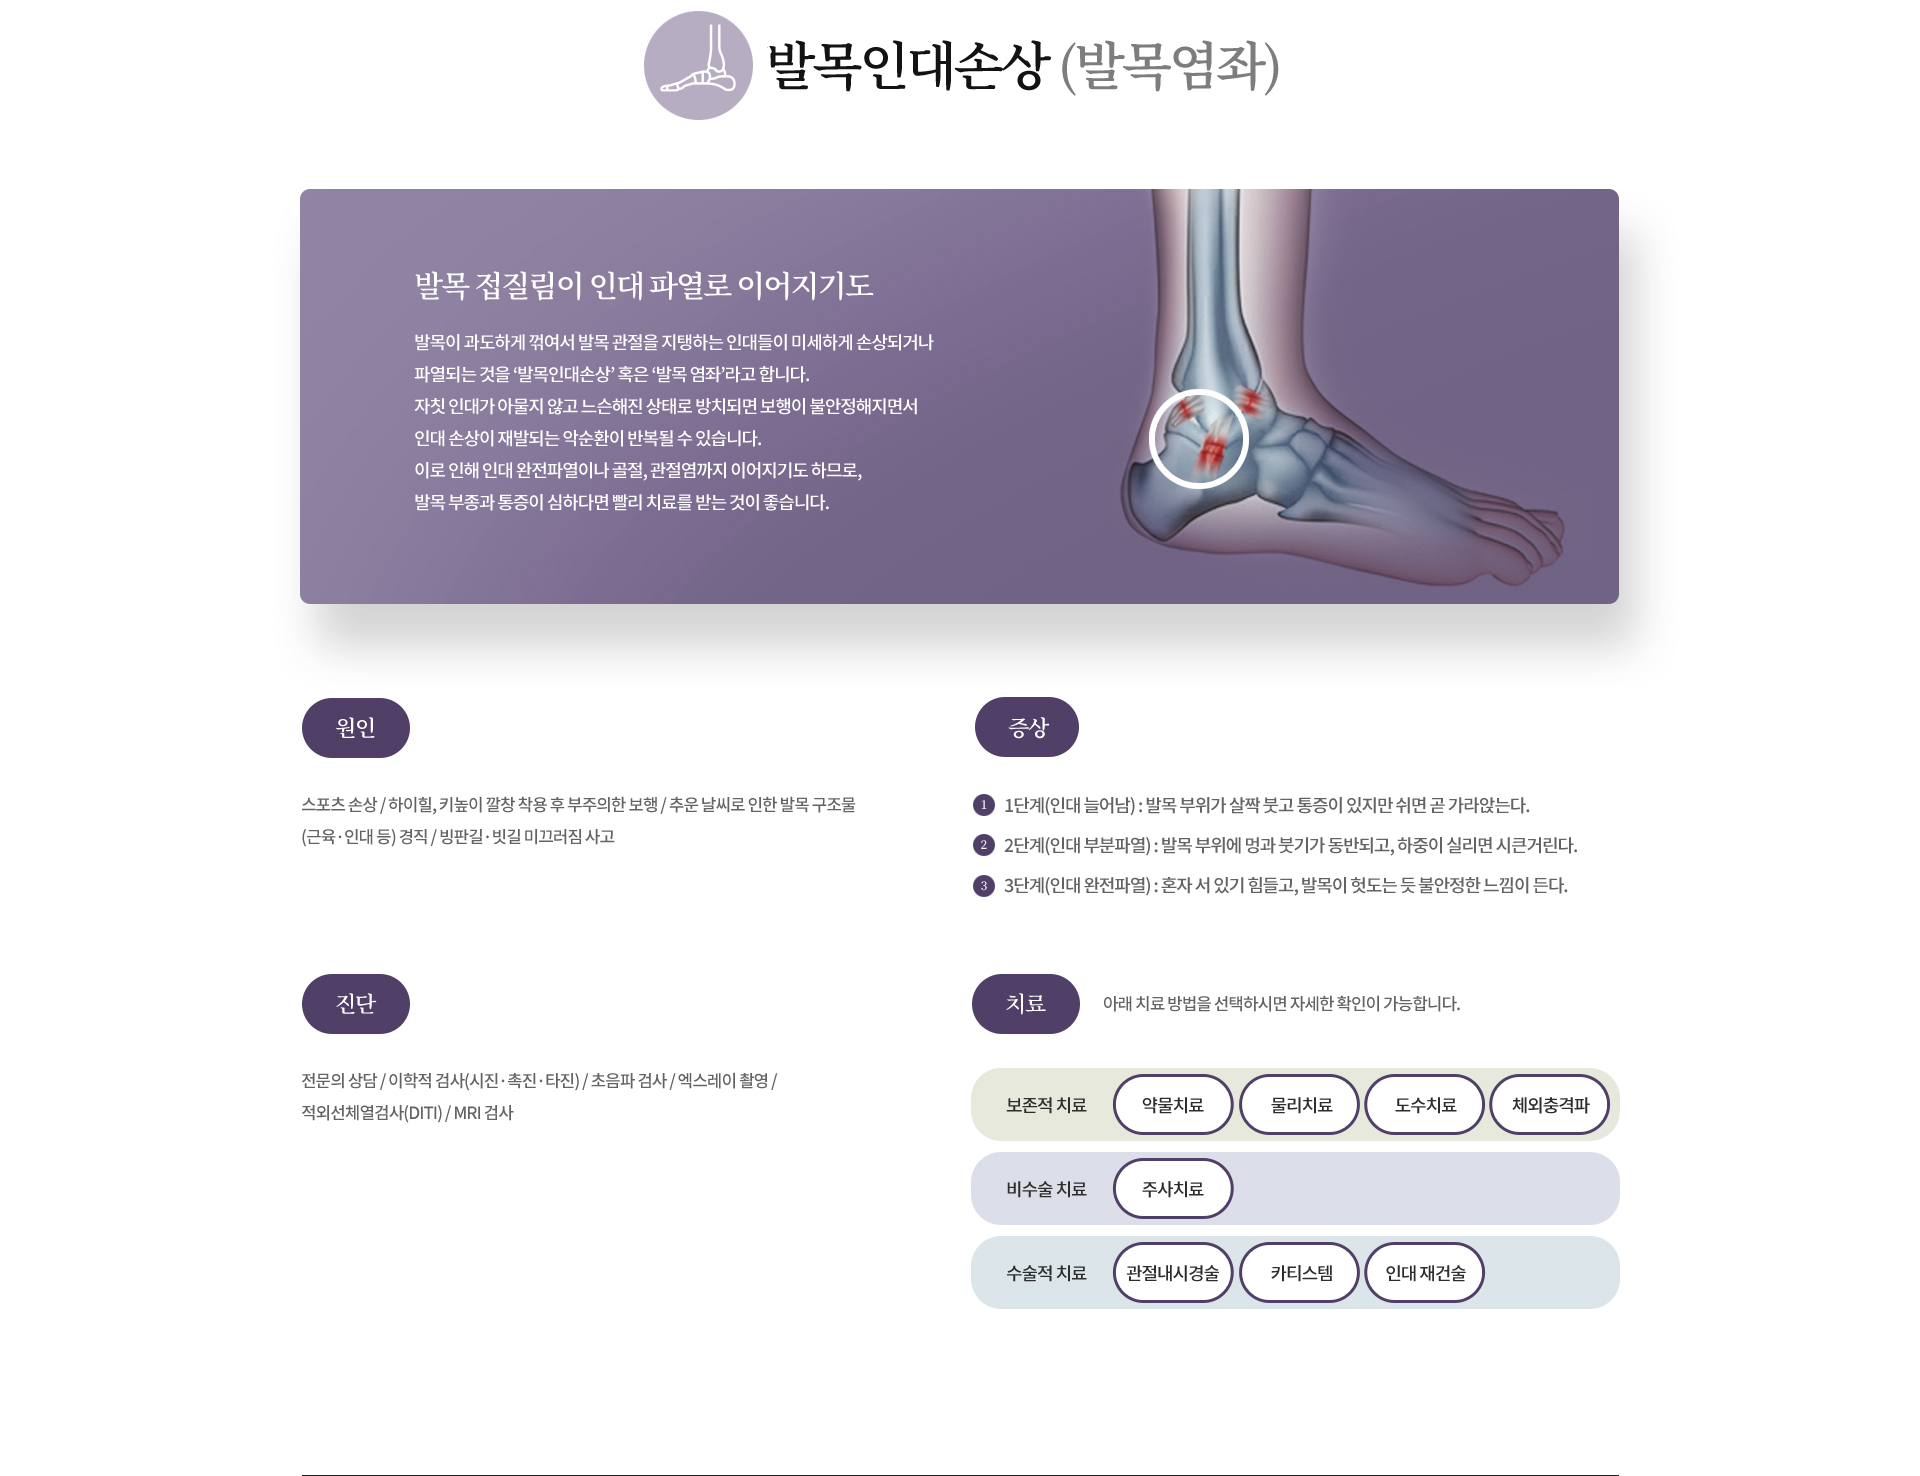 발목인대손상 (발목염좌)
발목 접질림이 인대 파열로 이어지기도
발목이 과도하게 꺾여서 발목 관절을 지탱하는 인대들이 미세하게 손상되거나
파열되는 것을 ‘발목인대손상’ 혹은 ‘발목 염좌’라고 합니다.
자칫 인대가 아물지 않고 느슨해진 상태로 방치되면 보행이 불안정해지면서
인대 손상이 재발되는 악순환이 반복될 수 있습니다.
이로 인해 인대 완전파열이나 골절, 관절염까지 이어지기도 하므로,
발목 부종과 통증이 심하다면 빨리 치료를 받는 것이 좋습니다.
원인
스포츠 손상 / 하이힐, 키높이 깔창 착용 후 부주의한 보행 / 추운 날씨로 인한 발목 구조물
(근육·인대 등) 경직 / 빙판길·빗길 미끄러짐 사고
증상
1 1단계(인대 늘어남) : 발목 부위가 살짝 붓고 통증이 있지만 쉬면 곧 가라앉는다.
2 2단계(인대 부분파열) : 발목 부위에 멍과 붓기가 동반되고, 하중이 실리면 시큰거린다.
3 3단계(인대 완전파열) : 혼자 서 있기 힘들고, 발목이 헛도는 듯 불안정한 느낌이 든다.
진단
전문의 상담 / 이학적 검사(시진·촉진·타진) / 초음파 검사 / 엑스레이 촬영 /
적외선체열검사(DITI) / MRI 검사
치료 아래 치료 방법을 선택하시면 자세한 확인이 가능합니다.
보존적 치료 약물치료 물리치료 도수치료 체외충격파
비수술 치료 주사치료
수술적 치료 관절내시경술 카티스템 인대 재건술